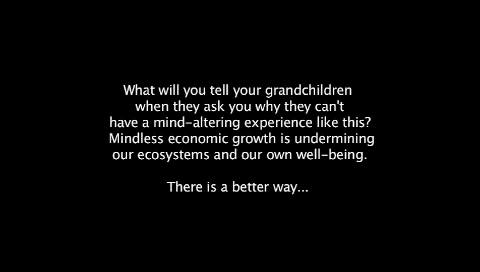 What will you tell your grandchildren
when they ask you why they can't
have a mind-altering experience like this?
Mindless economic growth is undermining
our ecosystems and our own well-being.
There is a better way...